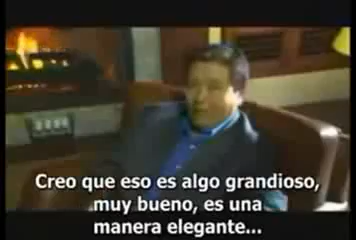 Creo que eso es algo grandioso,
muy bueno, es una
manera elegante...